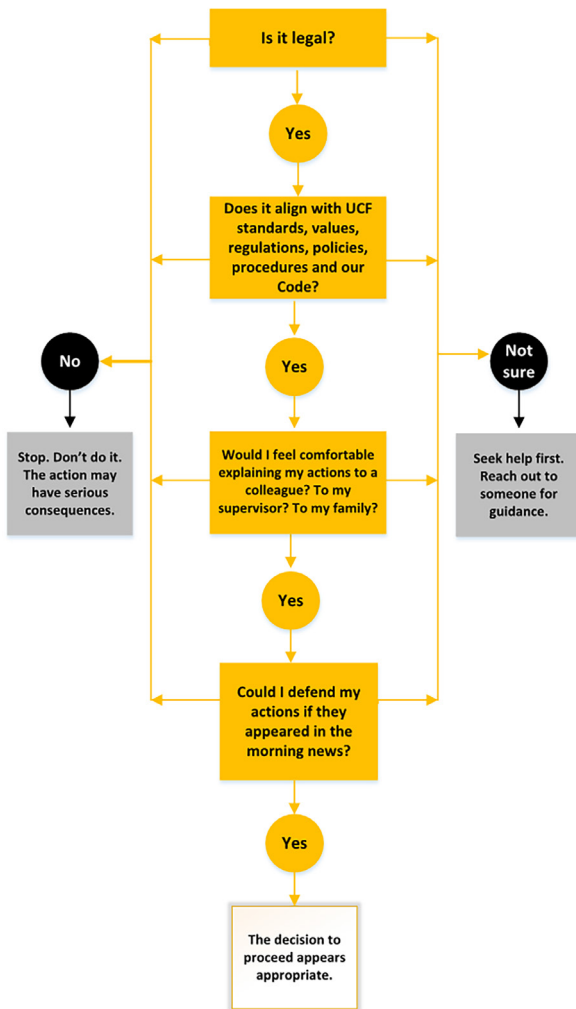 Is it legal?
Yes
Does it align with UCF
standards, values,
regulations, policies,
procedures and our
Code?
No
Yes
Not
sure
Stop. Don’t do it.
The action may
have serious
consequences.
Would I feel comfortable
explaining my actions to a
colleague? To my
supervisor? To my family?
Seek help first.
Reach out to
someone for
guidance.
Yes
Could I defend my
actions if they
appeared in the
morning news?
Yes
The decision to
proceed appears
appropriate.